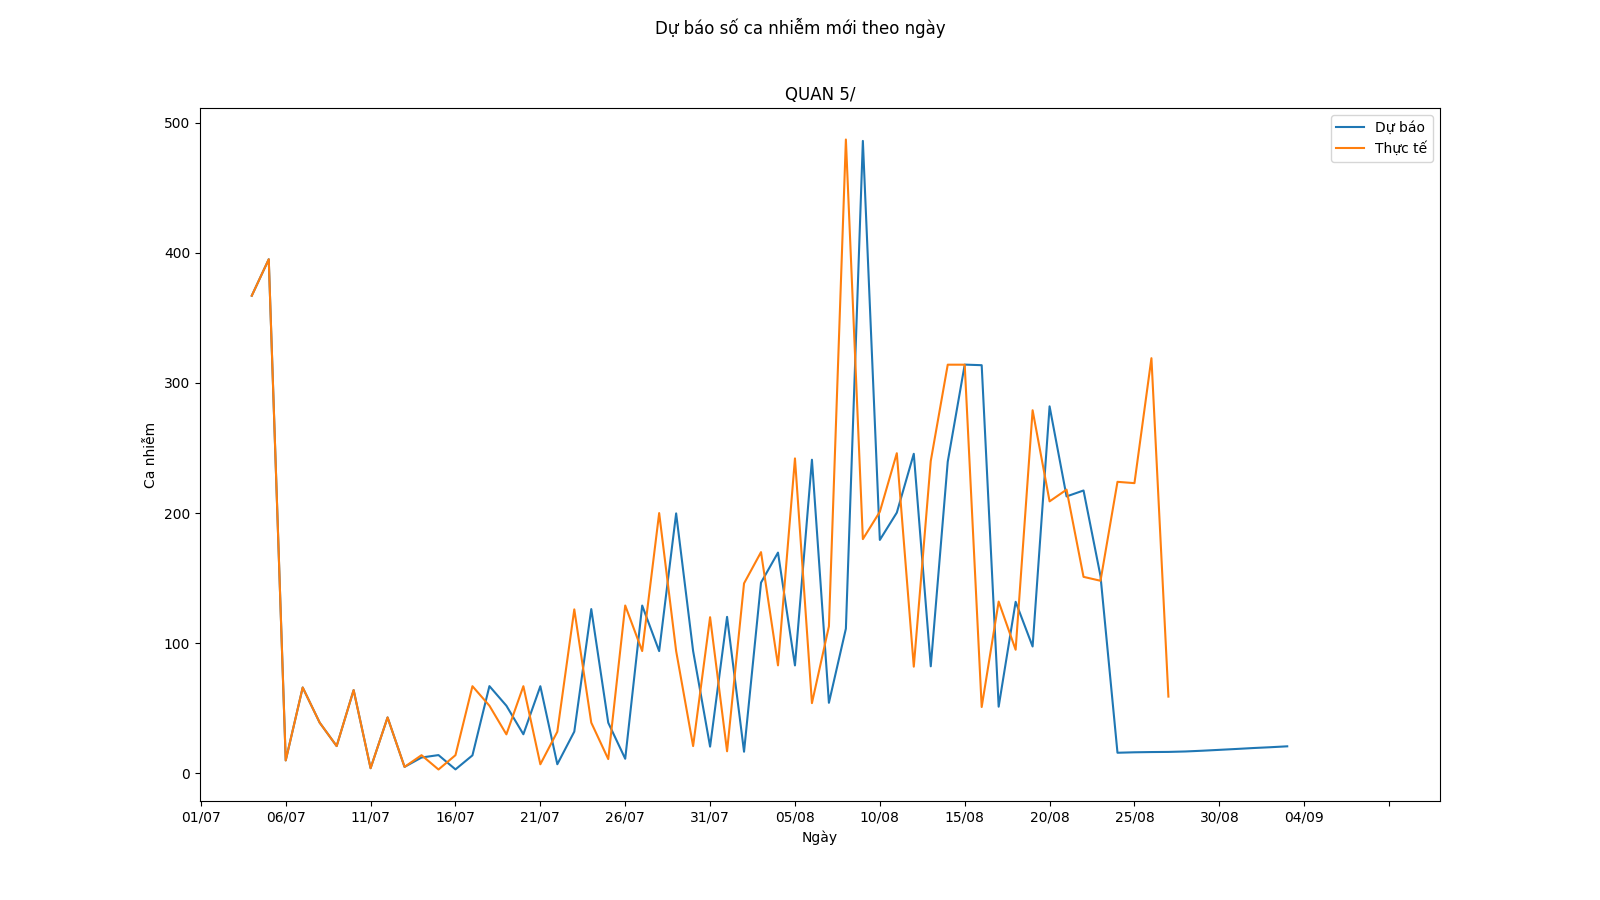 Dự báo số ca nhiễm mới theo ngày
QUAN 5/
Dự báo
Thực tế
500
400
300
200
100
0
Ca nhiễm
01/07 06/07 11/07 16/07 21/07 26/07 31/07 05/08 10/08 15/08 20/08 25/08 30/08 04/09
Ngày